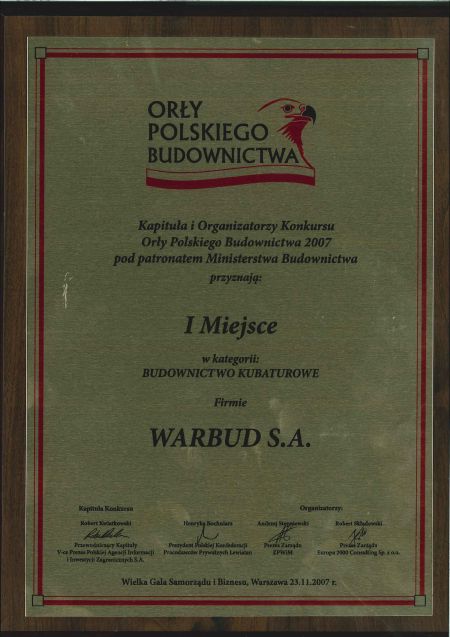 ORŁY
POLSKIEGO
BUDOWNICTWA
Kapituła i Organizatorzy Konkursu
Orły Polskiego Budownictwa 2007
pod patronatem Ministerstwa Budownictwa
przyznają:
I Miejsce
w kategorii:
BUDOWNICTWO KUBATUROWE
Firmie
WARBUD S.A.
Kapituła Konkursu
Organizatorzy:
Robert Kwiatkowski
Henryka Bochniarz
Andrzej Stępniewski
Robert Składowski
Przewodniczący Kapituły
V-ce Prezes Polskiej Agencji Informacji
i Inwestycji Zagranicznych S.A.
Prezydent Polskiej Konfederacji
Pracodawców Prywatnych Lewiatan
Prezes Zarządu
EPWiM
Prezes Zarządu
Europa 2000 Consulting Sp. z o.o.
Wielka Gala Samorządu i Biznesu, Warszawa 23.11.2007 r.